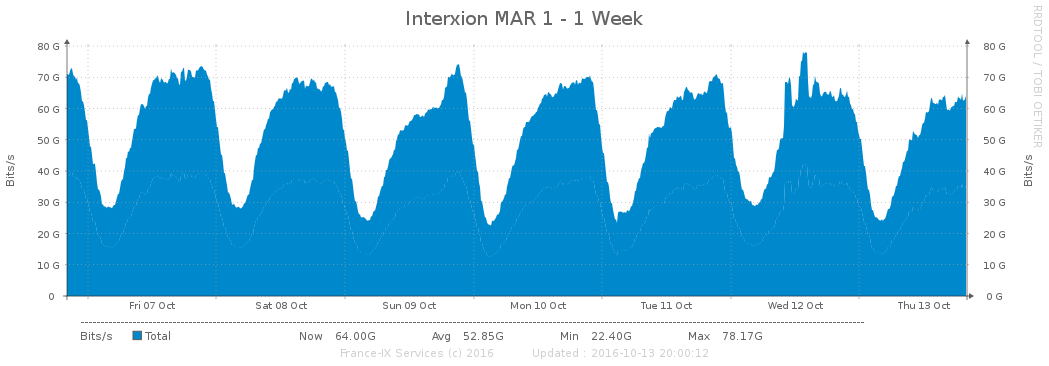 Interxion MAR 1 - 1 Week
RRDTOOL / TOBI OETIKER
Bits/s
80 G 80 G
70 G 70 G
60 G 60 G
50 G 50 G
40 G 40 G
30 G 30 G
20 G 20 G
10 G 10 G
0 0 G
Bits/s
Fri 07 Oct Sat 08 Oct Sun 09 Oct Mon 10 Oct Tue 11 Oct Wed 12 Oct Thu 13 Oct
Bits/s Total Now 64.00G Avg 52.85G Min 22.40G Max 78.17G
France-IX Services (c) 2016 Updated : 2016-10-13 20:00:12